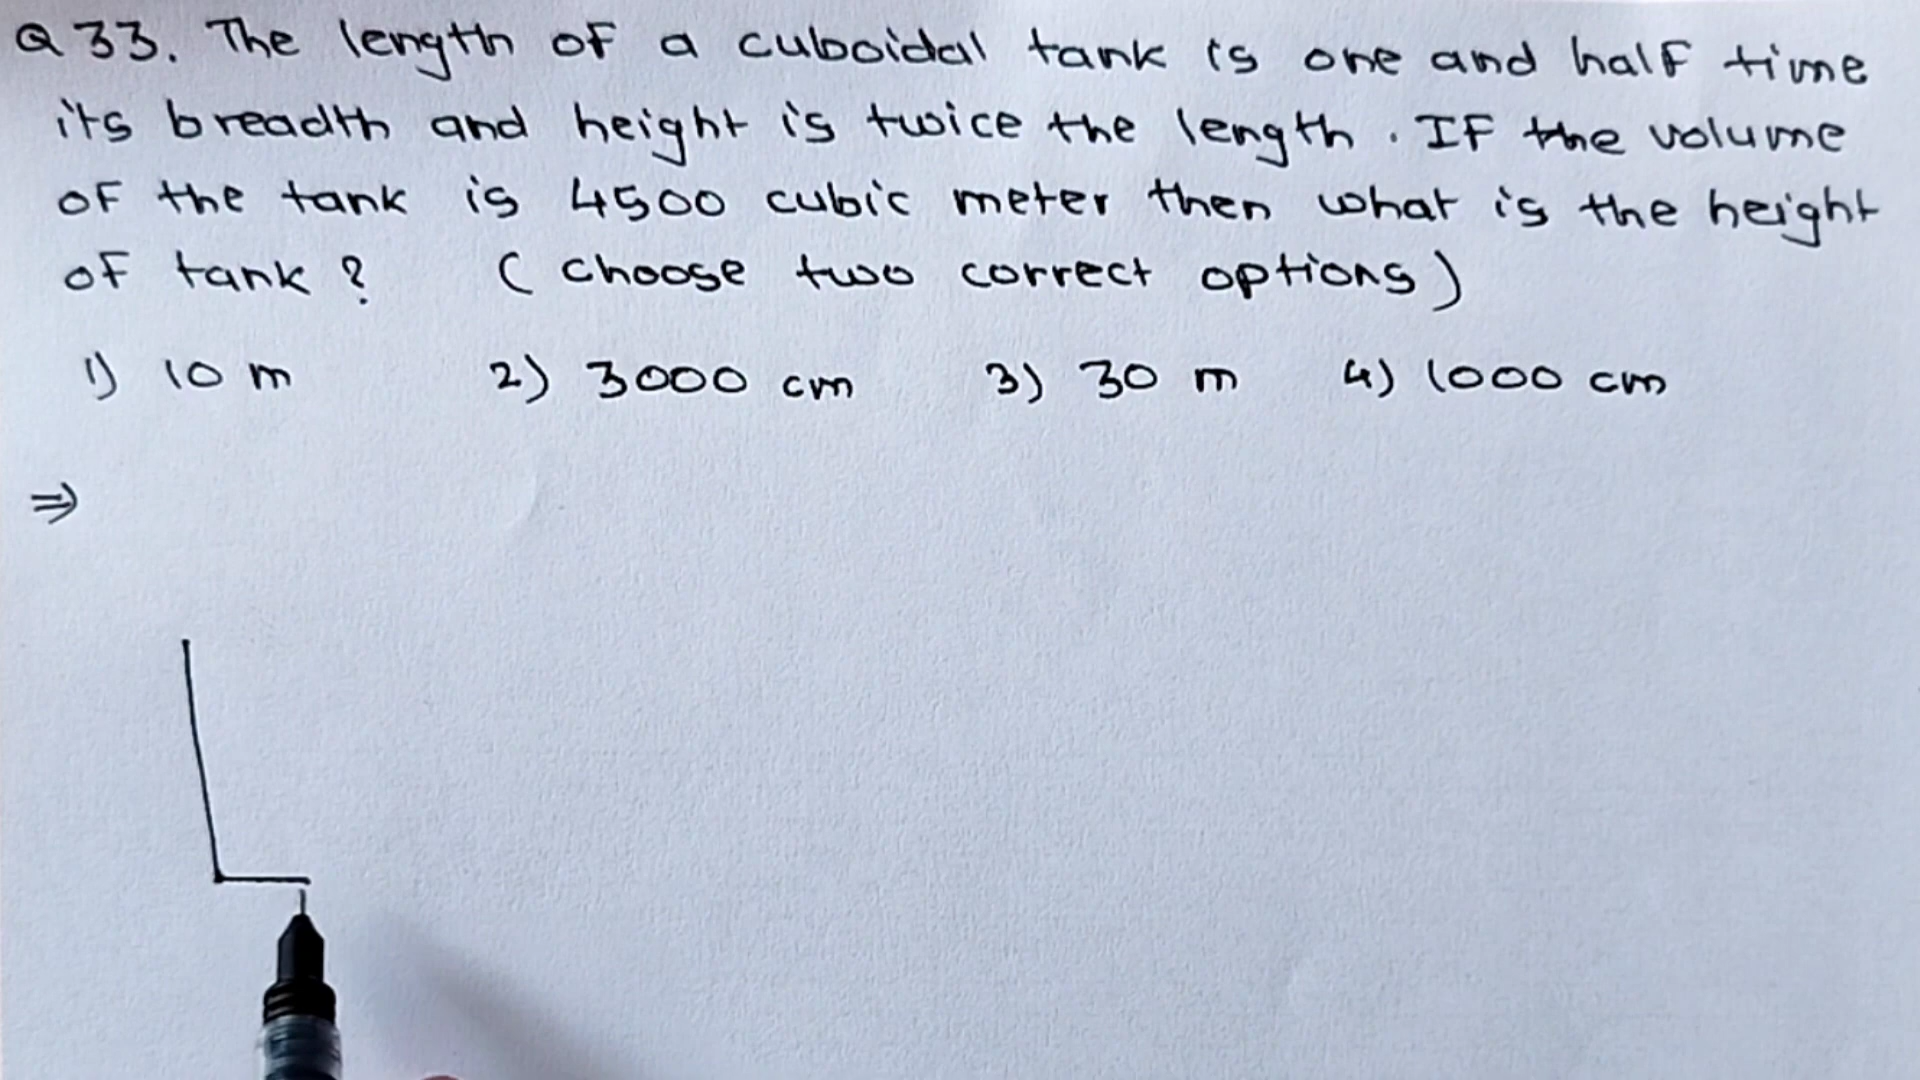 Q 33. The length of a cuboidal tank is one and half time
its breadth and height is twice the length. If the volume
of the tank is 4500 cubic meter then what is the height
of tank ? ( choose two correct options )
1) 10 m 2) 3000 cm 3) 30 m 4) 1000 cm
⇒